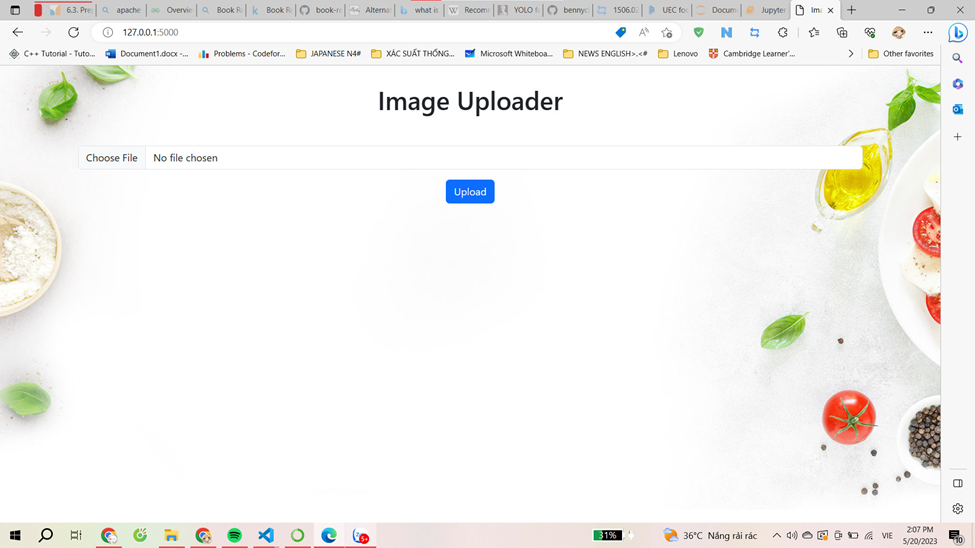 6.3. Pre
apache
Overvie
Book R
Book R
book-re
Alterna
what is
Recom
YOLO f
bennyc
1506.02
UEC foo
Docum
Jupyter
Ima
127.0.0.1:5000
C++ Tutorial - Tuto...
Document1.docx -...
Problems - Codefor...
JAPANESE N4#
XÁC SUẤT THỐNG...
Microsoft Whiteboa...
NEWS ENGLISH>.<#
Lenovo
Cambridge Learner'...
Other favorites
Image Uploader
Choose File No file chosen
Upload
31%
36°C Nắng rải rác
VIE
2:07 PM
5/20/2023
10